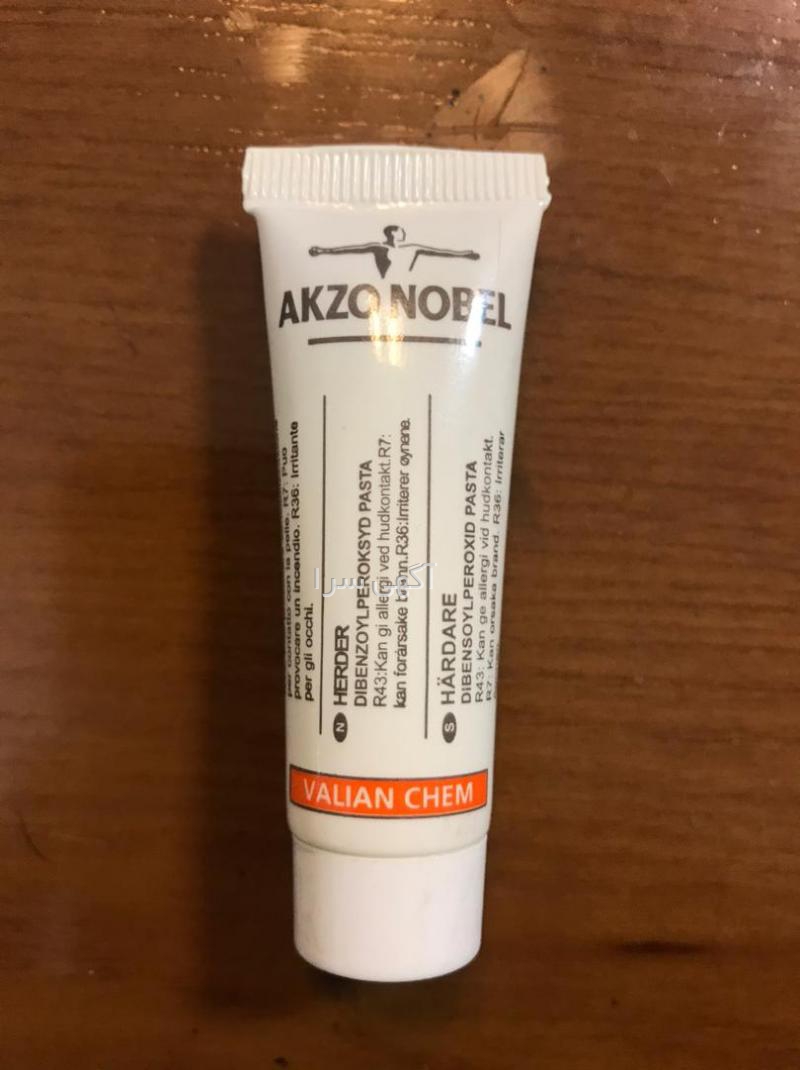 AKZO NOBEL
per contatto con la pelle. R7: Può
provocare un incendio. R36: Irritante
per gli occhi.
N HERDER
DIBENZOYLPEROKSYD PASTA
R43:Kan gi allergi ved hudkontakt.R7:
kan forårsake brann.R36:Irriterer øynene.
S HÄRDARE
DIBENSOYLPEROXID PASTA
R43: Kan ge allergi vid hudkontakt.
R7: Kan orsaka brand. R36: Irriterar
آگهی سرا
VALIAN CHEM